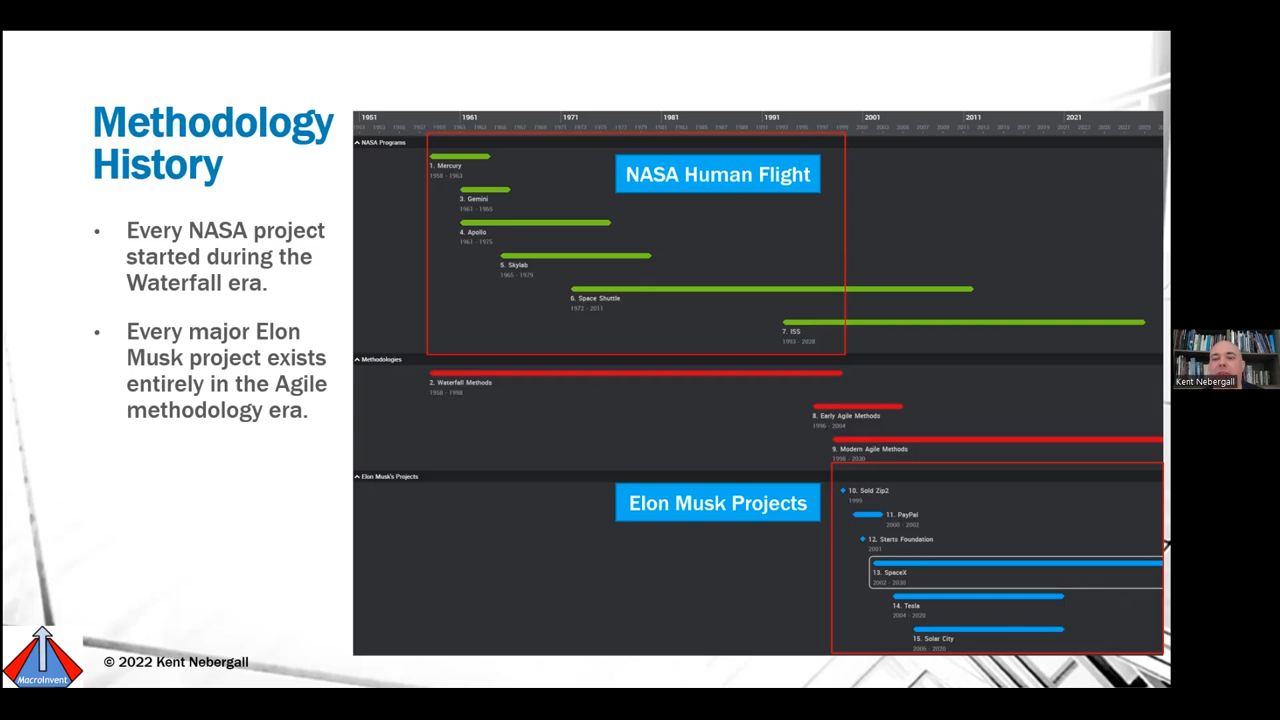 Methodology
History
• Every NASA project
started during the
Waterfall era.
• Every major Elon
Musk project exists
entirely in the Agile
methodology era.
1951 1961 1971 1981 1991 2001 2011 2021
NASA Programs
NASA Human Flight
1. Mercury
1958 - 1963
3. Gemini
1961 - 1965
4. Apollo
1961 - 1975
5. Skylab
1965 - 1979
6. Space Shuttle
1972 - 2011
7. ISS
1993 - 2028
Methodologies
2. Waterfall Methods
1958 - 1998
8. Early Agile Methods
1996 - 2004
9. Modern Agile Methods
1998 - 2030
Elon Musk's Projects
Elon Musk Projects
10. Sold Zip2
1999
11. PayPal
2000 - 2002
12. Starts Foundation
2001
13. SpaceX
2002 - 2030
14. Tesla
2004 - 2020
15. Solar City
2006 - 2020
MacroInvent
© 2022 Kent Nebergall
Kent Nebergall